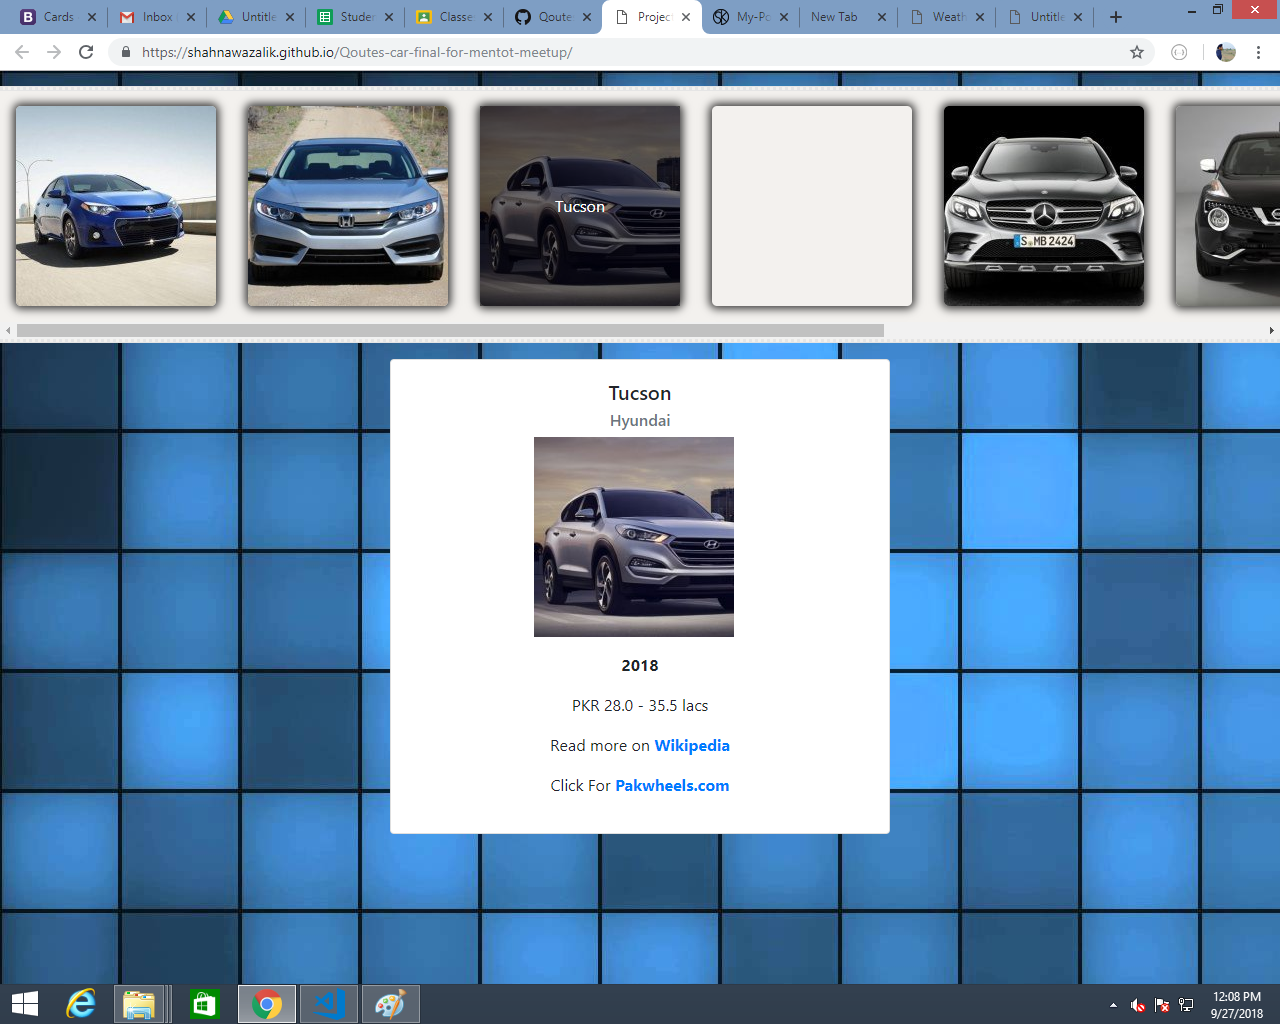 Cards
Inbox
Untitle
Studen
Classe
Qoute
Projec
My-Po
New Tab
Weath
Untitle
https://shahnawazalik.github.io/Qoutes-car-final-for-mentot-meetup/
Tucson
S MB 2424
Tucson
Hyundai
2018
PKR 28.0 - 35.5 lacs
Read more on Wikipedia
Click For Pakwheels.com
12:08 PM
9/27/2018